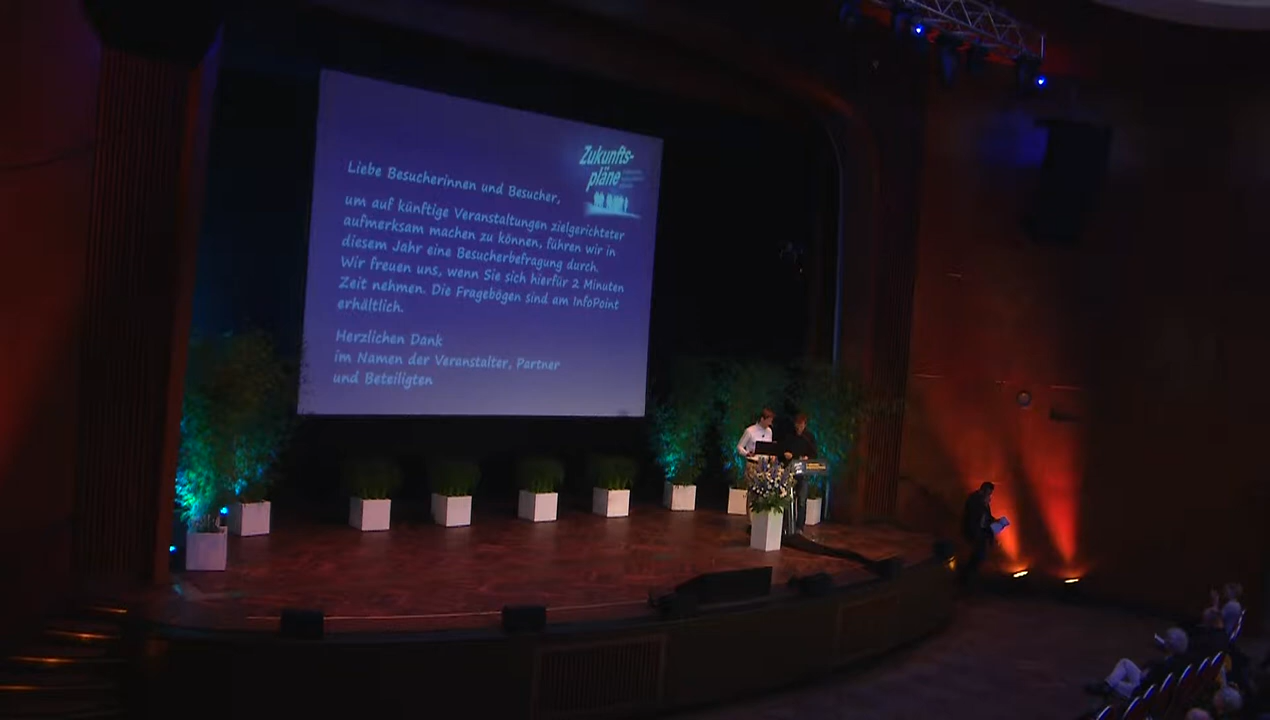 Zukunfts-
pläne
Liebe Besucherinnen und Besucher,
um auf künftige Veranstaltungen zielgerichteter
aufmerksam machen zu können, führen wir in
diesem Jahr eine Besucherbefragung durch.
Wir freuen uns, wenn Sie sich hierfür 2 Minuten
Zeit nehmen. Die Fragebögen sind am InfoPoint
erhältlich.
Herzlichen Dank
im Namen der Veranstalter, Partner
und Beteiligten